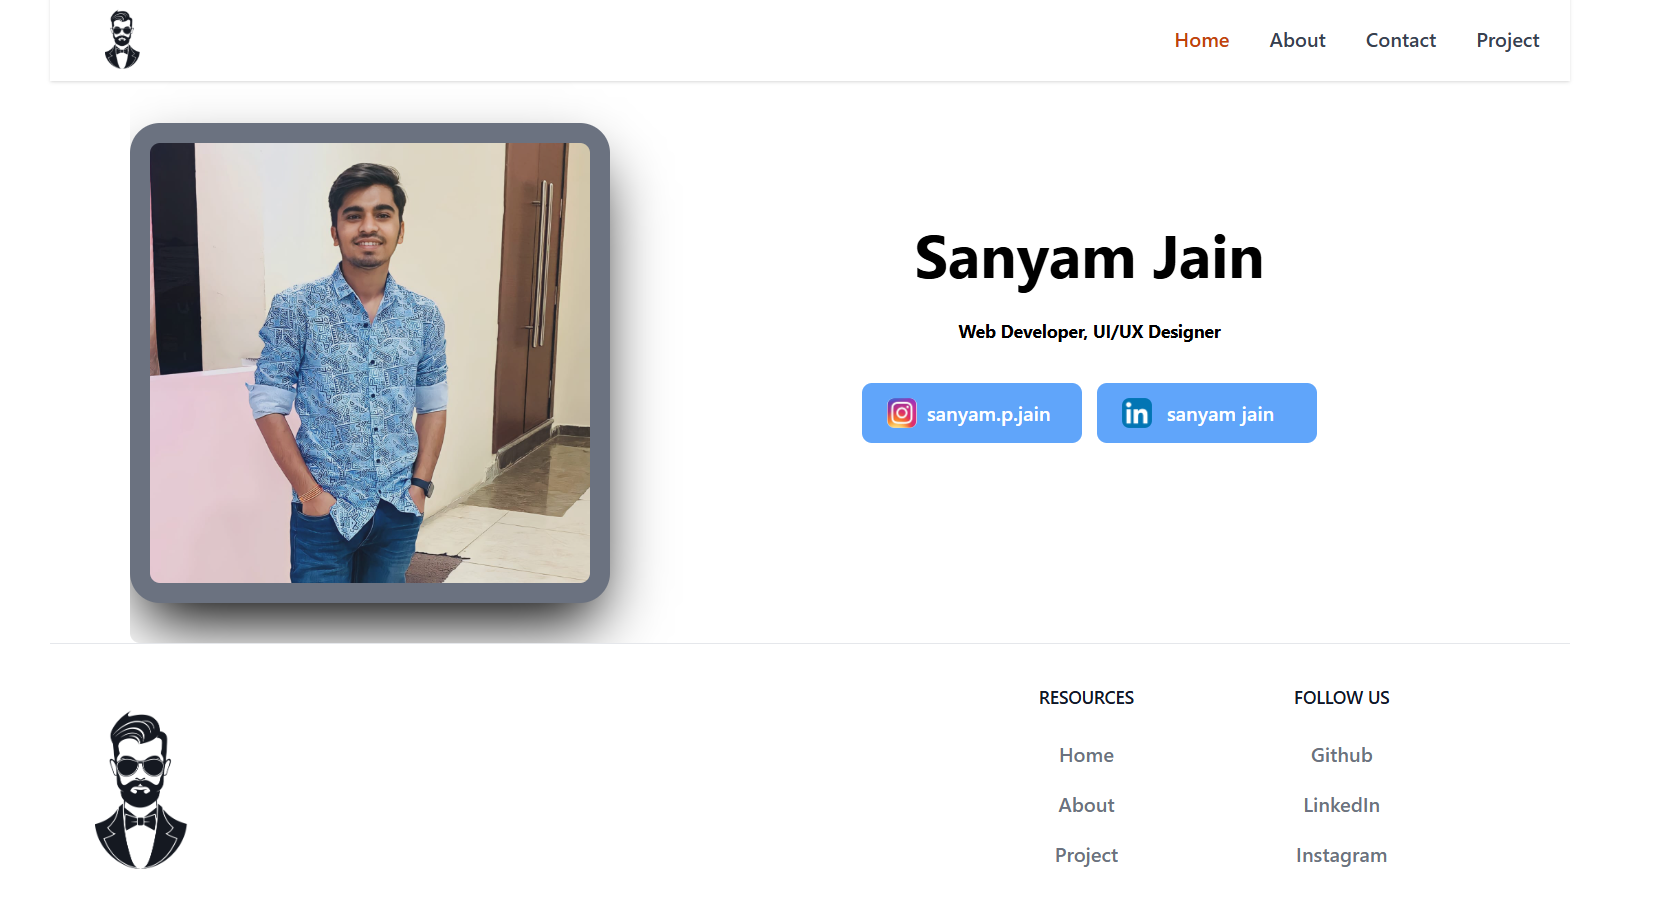 Home About Contact Project
Sanyam Jain
Web Developer, UI/UX Designer
sanyam.p.jain
in sanyam jain
RESOURCES
Home
About
Project
FOLLOW US
Github
LinkedIn
Instagram